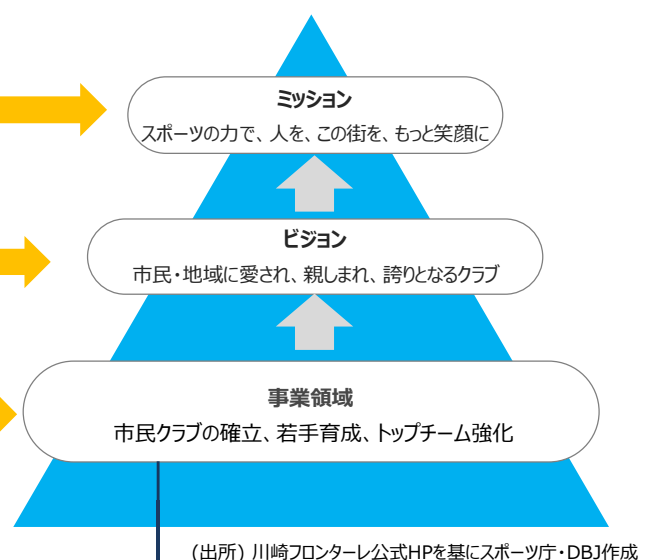 ミッション
スポーツの力で、人を、この街を、もっと笑顔に
ビジョン
市民・地域に愛され、親しまれ、誇りとなるクラブ
事業領域
市民クラブの確立、若手育成、トップチーム強化
（出所）川崎フロンターレ公式HPを基にスポーツ庁・DBJ作成